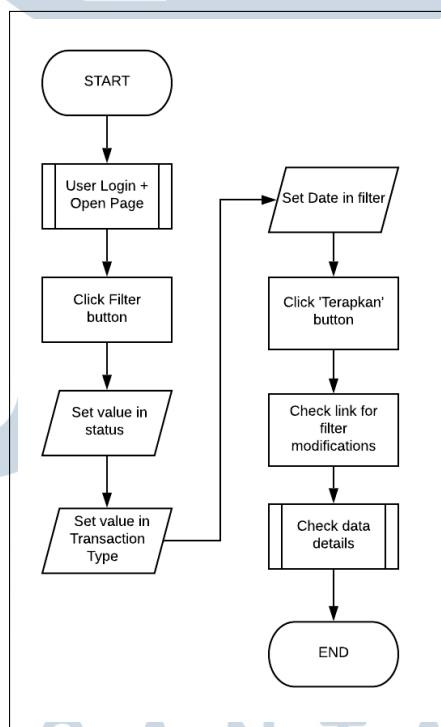 START
User Login +
Open Page
Click Filter
button
Set value in
status
Set value in
Transaction
Type
Set Date in filter
Click 'Terapkan'
button
Check link for
filter
modifications
Check data
details
END